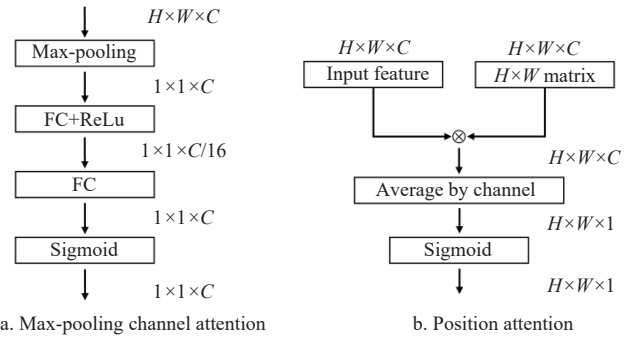 H×W×C
Max-pooling
1×1×C
FC+ReLu
1×1×C/16
FC
1×1×C
Sigmoid
1×1×C
a. Max-pooling channel attention
H×W×C H×W×C
Input feature H×W matrix
⊗
H×W×C
Average by channel
H×W×1
Sigmoid
H×W×1
b. Position attention